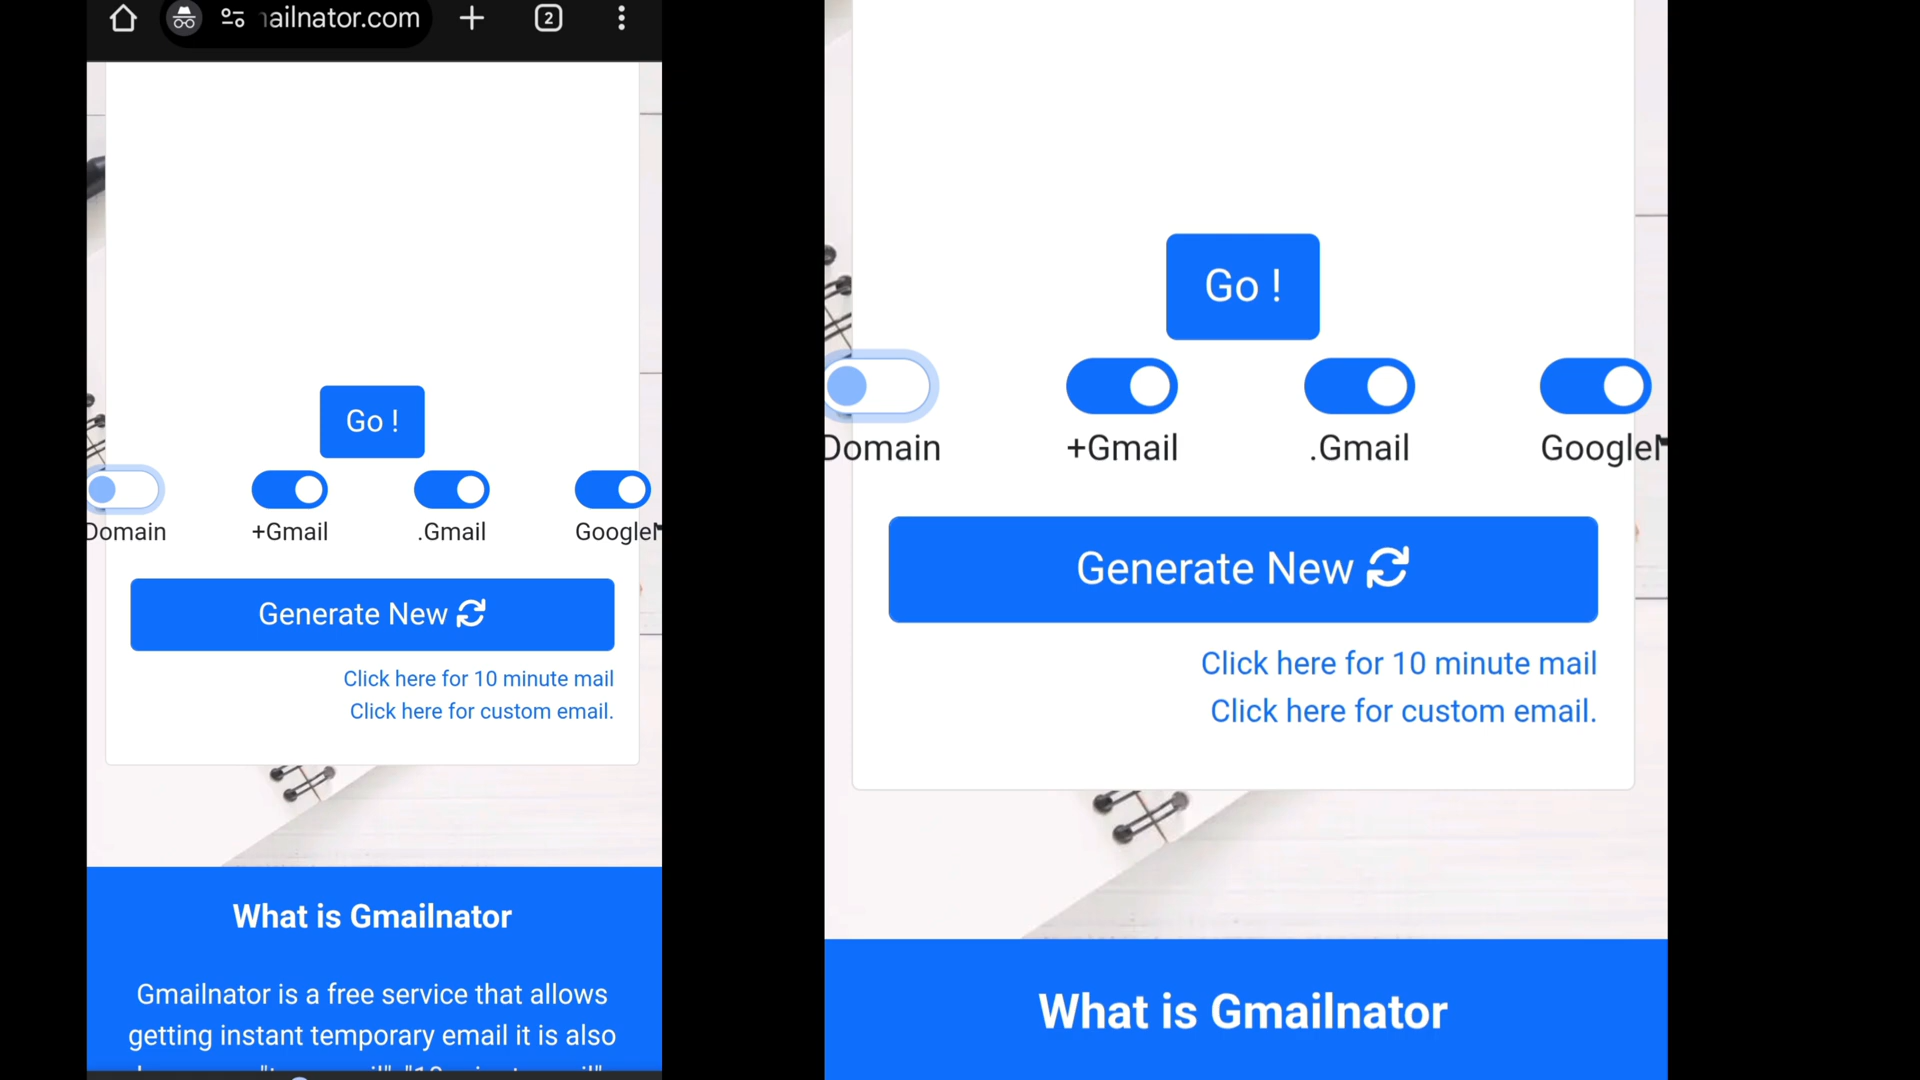 ailnator.com
2
Go !
Domain
+Gmail
.Gmail
Google
Generate New
Click here for 10 minute mail
Click here for custom email.
What is Gmailnator
Gmailnator is a free service that allows
getting instant temporary email it is also
Go !
Domain
+Gmail
.Gmail
Google
Generate New
Click here for 10 minute mail
Click here for custom email.
What is Gmailnator